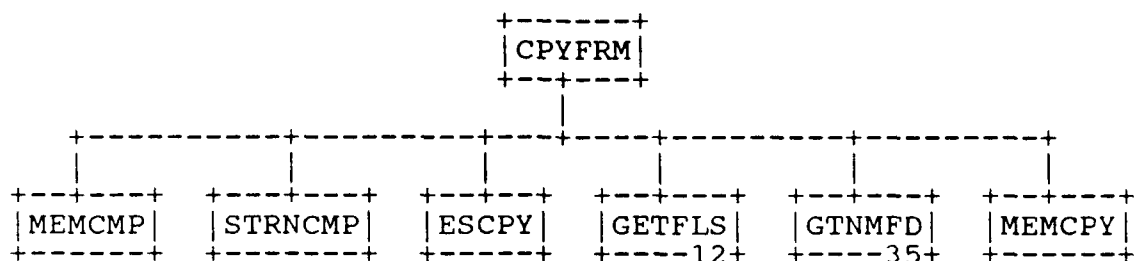 CPYFRM
MEMCMP STRNCMP ESCPY GETFLS GTNMFD MEMCPY
12 35